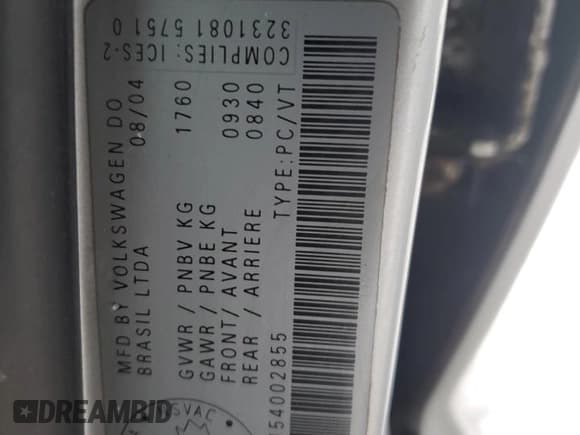 MFD BY VOLKSWAGEN DO
BRASIL LTDA 08/04
GVWR / PNBV KG 1760
GAWR / PNBE KG
FRONT/ AVANT 0930
REAR / ARRIERE 0840
54002855 TYPE:PC/VT
COMPLIES: ICES-2
3231081 5751 0
SVAC
DREAMBID